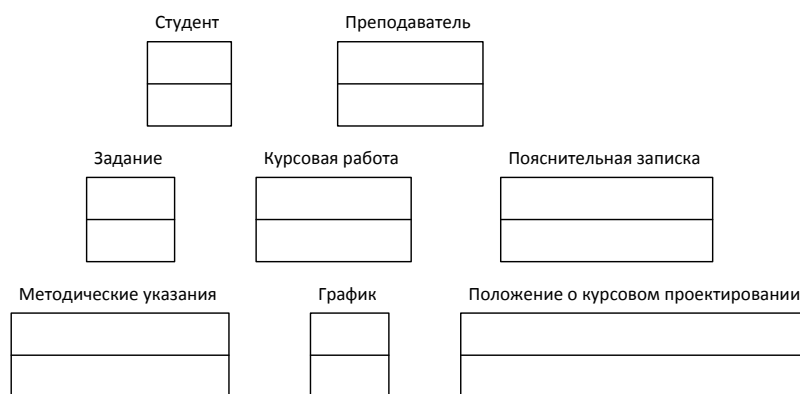 Студент
Преподаватель
Задание
Курсовая работа
Пояснительная записка
Методические указания
График
Положение о курсовом проектировании